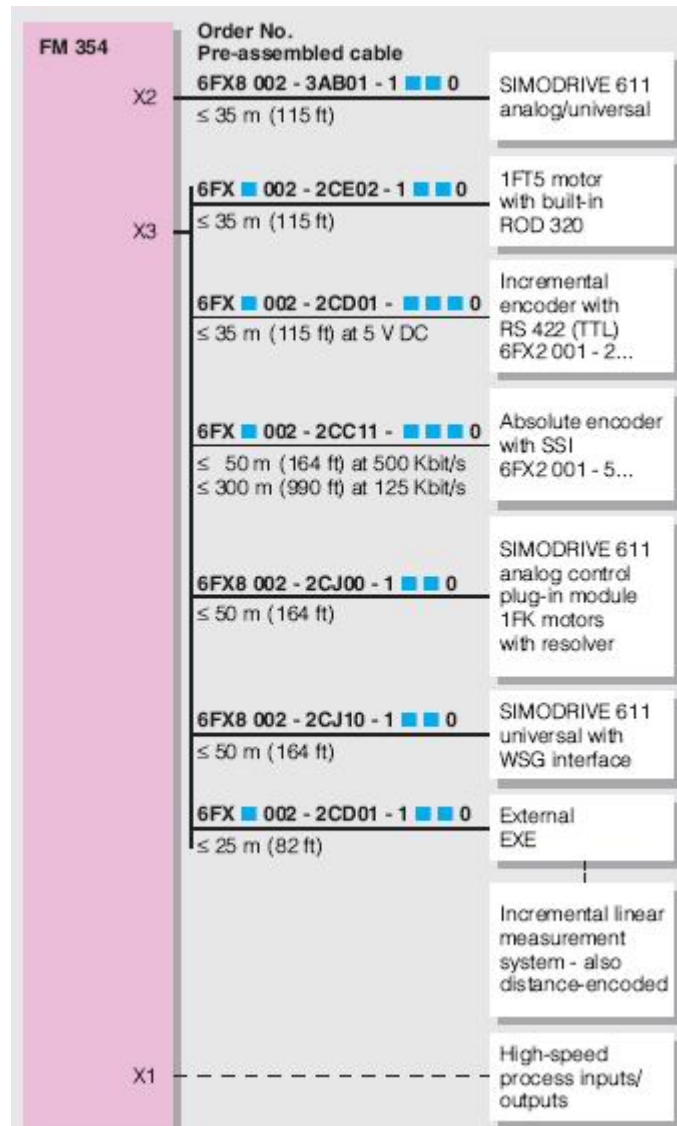 FM 354
Order No.
Pre-assembled cable
X2
6FX8 002 - 3AB01 - 1 ■ ■ 0
≤ 35 m (115 ft)
SIMODRIVE 611
analog/universal
X3
6FX ■ 002 - 2CE02 - 1 ■ ■ 0
≤ 35 m (115 ft)
1FT5 motor
with built-in
ROD 320
6FX ■ 002 - 2CD01 - ■ ■ ■ 0
≤ 35 m (115 ft) at 5 V DC
Incremental
encoder with
RS 422 (TTL)
6FX2 001 - 2...
6FX ■ 002 - 2CC11 - ■ ■ ■ 0
≤ 50 m (164 ft) at 500 Kbit/s
≤ 300 m (990 ft) at 125 Kbit/s
Absolute encoder
with SSI
6FX2 001 - 5...
6FX8 002 - 2CJ00 - 1 ■ ■ 0
≤ 50 m (164 ft)
SIMODRIVE 611
analog control
plug-in module
1FK motors
with resolver
6FX8 002 - 2CJ10 - 1 ■ ■ 0
≤ 50 m (164 ft)
SIMODRIVE 611
universal with
WSG interface
6FX ■ 002 - 2CD01 - 1 ■ ■ 0
≤ 25 m (82 ft)
External
EXE
Incremental linear
measurement
system - also
distance-encoded
X1
High-speed
process inputs/
outputs